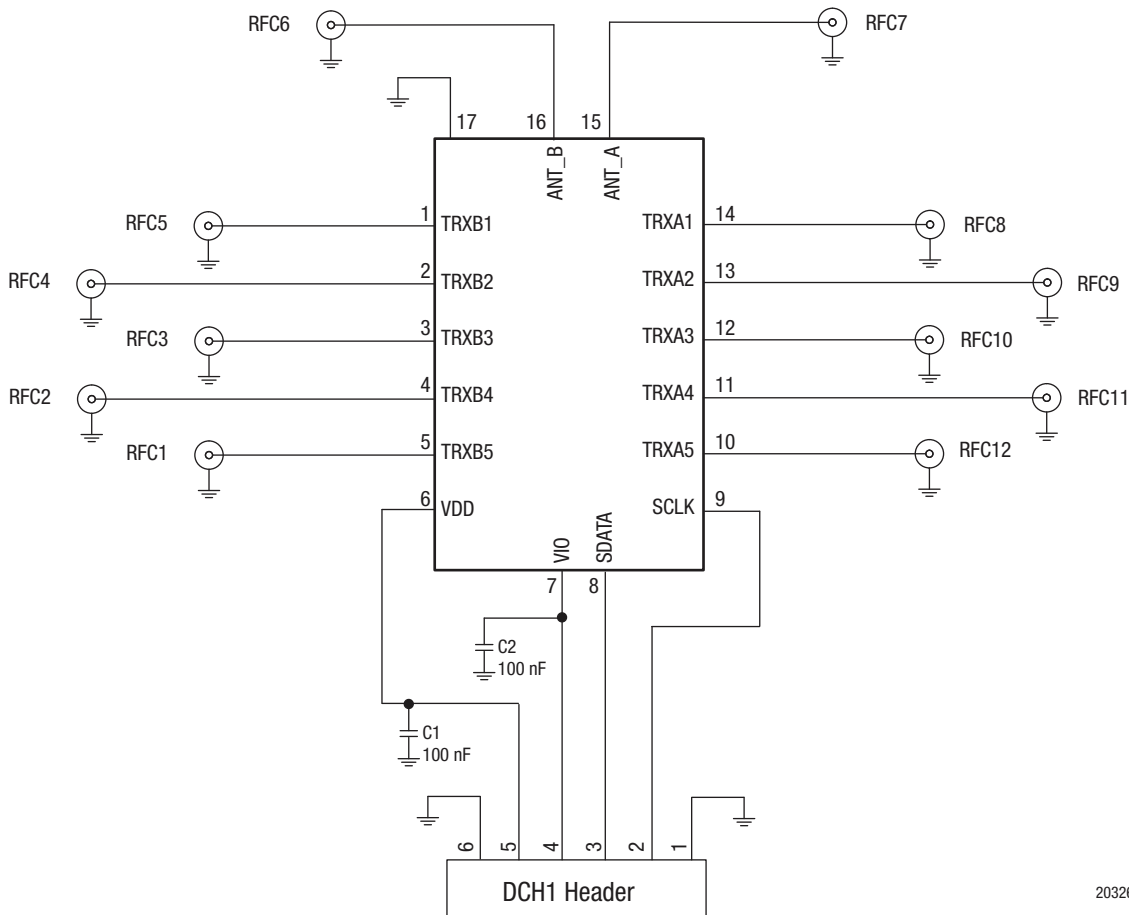 RFC6
RFC7
17
16
15
ANT_B
ANT_A
RFC5
1
TRXB1
TRXA1
14
RFC8
RFC4
2
TRXB2
TRXA2
13
RFC9
RFC3
3
TRXB3
TRXA3
12
RFC10
RFC2
4
TRXB4
TRXA4
11
RFC11
RFC1
5
TRXB5
TRXA5
10
RFC12
6
VDD
SCLK
9
VIO
SDATA
7
8
C2
100 nF
C1
100 nF
6
5
4
3
2
1
DCH1 Header
20326